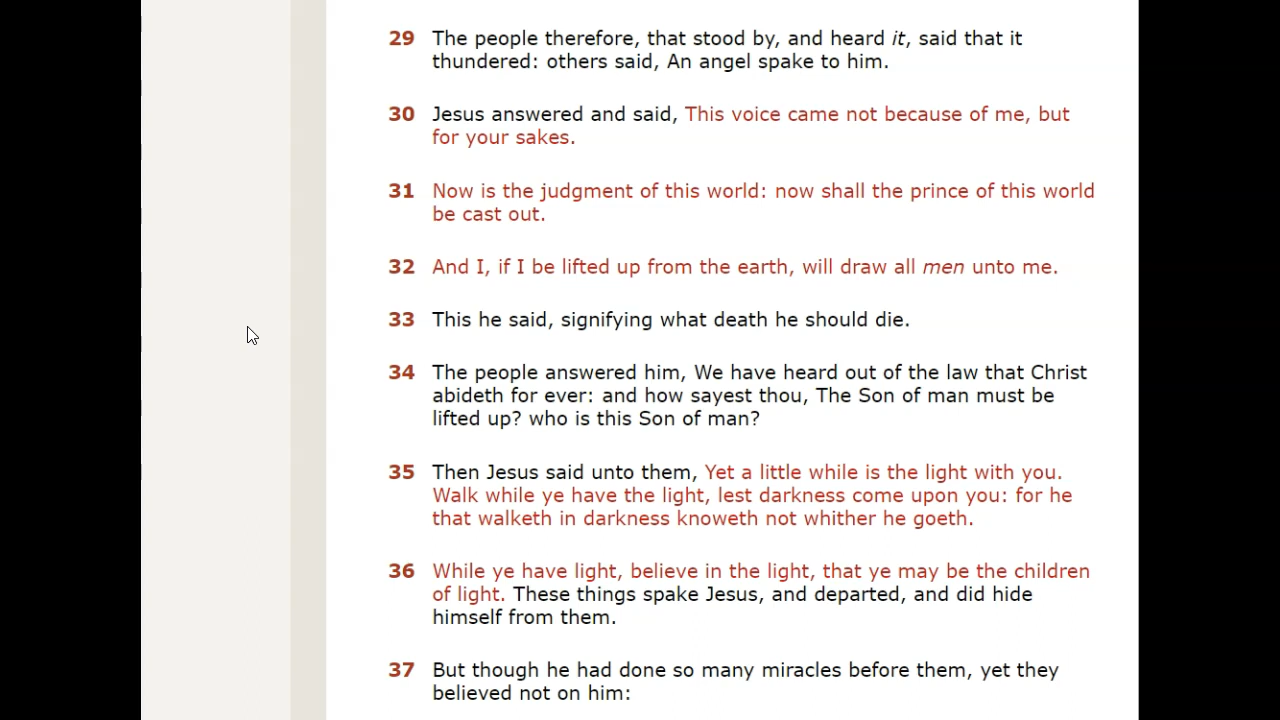 29 The people therefore, that stood by, and heard it, said that it
thundered: others said, An angel spake to him.
30 Jesus answered and said, This voice came not because of me, but
for your sakes.
31 Now is the judgment of this world: now shall the prince of this world
be cast out.
32 And I, if I be lifted up from the earth, will draw all men unto me.
33 This he said, signifying what death he should die.
34 The people answered him, We have heard out of the law that Christ
abideth for ever: and how sayest thou, The Son of man must be
lifted up? who is this Son of man?
35 Then Jesus said unto them, Yet a little while is the light with you.
Walk while ye have the light, lest darkness come upon you: for he
that walketh in darkness knoweth not whither he goeth.
36 While ye have light, believe in the light, that ye may be the children
of light. These things spake Jesus, and departed, and did hide
himself from them.
37 But though he had done so many miracles before them, yet they
believed not on him: